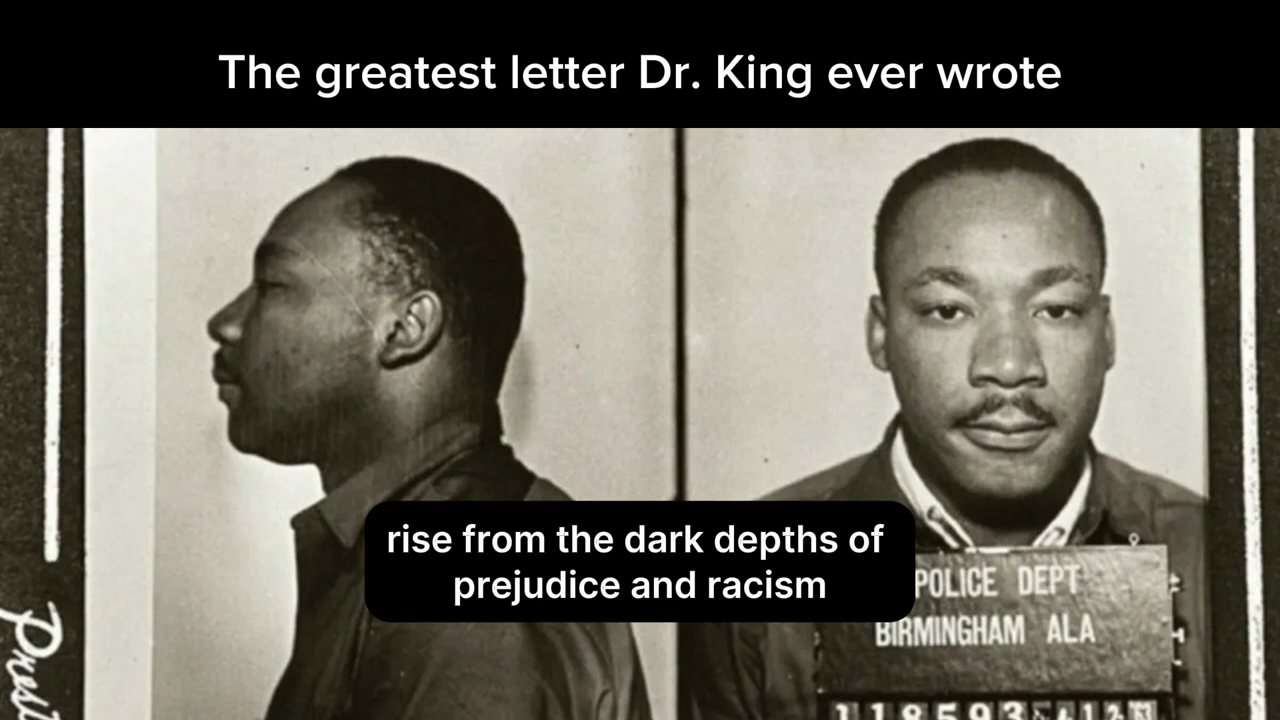 The greatest letter Dr. King ever wrote
rise from the dark depths of
prejudice and racism
POLICE DEPT
BIRMINGHAM ALA